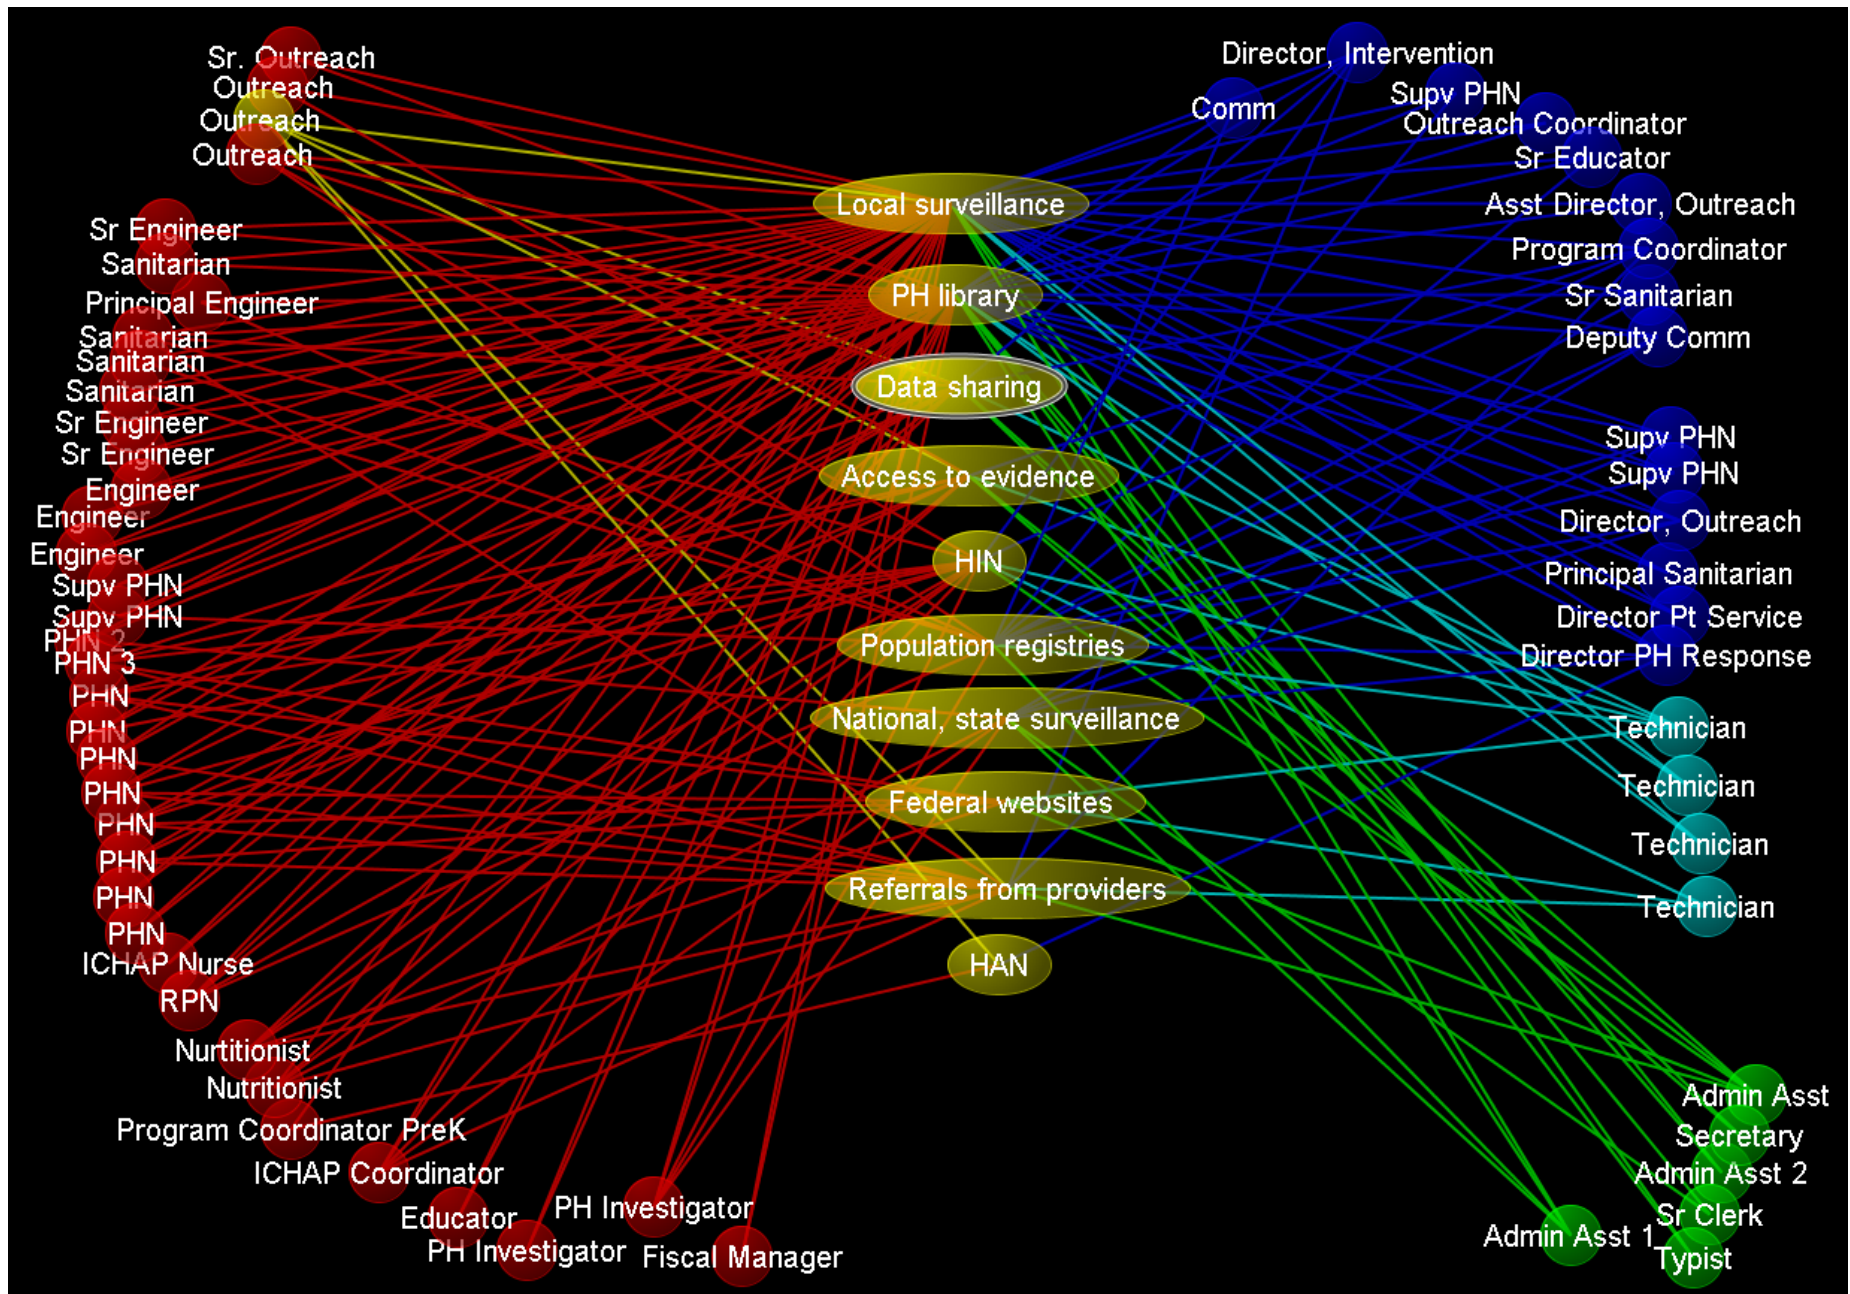 Sr. Outreach
Outreach
Outreach
Outreach
Sr Engineer
Sanitarian
Principal Engineer
Sanitarian
Sanitarian
Sanitarian
Sr Engineer
Sr Engineer
Engineer
Engineer
Engineer
Supv PHN
Supv PHN
PHN 2
PHN 3
PHN
PHN
PHN
PHN
PHN
PHN
PHN
PHN
ICHAP Nurse
RPN
Nurtitionist
Nutritionist
Program Coordinator PreK
ICHAP Coordinator
Educator
PH Investigator
PH Investigator
Fiscal Manager
Local surveillance
PH library
Data sharing
Access to evidence
HIN
Population registries
National, state surveillance
Federal websites
Referrals from providers
HAN
Director, Intervention
Comm
Supv PHN
Outreach Coordinator
Sr Educator
Asst Director, Outreach
Program Coordinator
Sr Sanitarian
Deputy Comm
Supv PHN
Supv PHN
Director, Outreach
Principal Sanitarian
Director Pt Service
Director PH Response
Technician
Technician
Technician
Technician
Admin Asst
Secretary
Admin Asst 2
Sr Clerk
Admin Asst 1
Typist